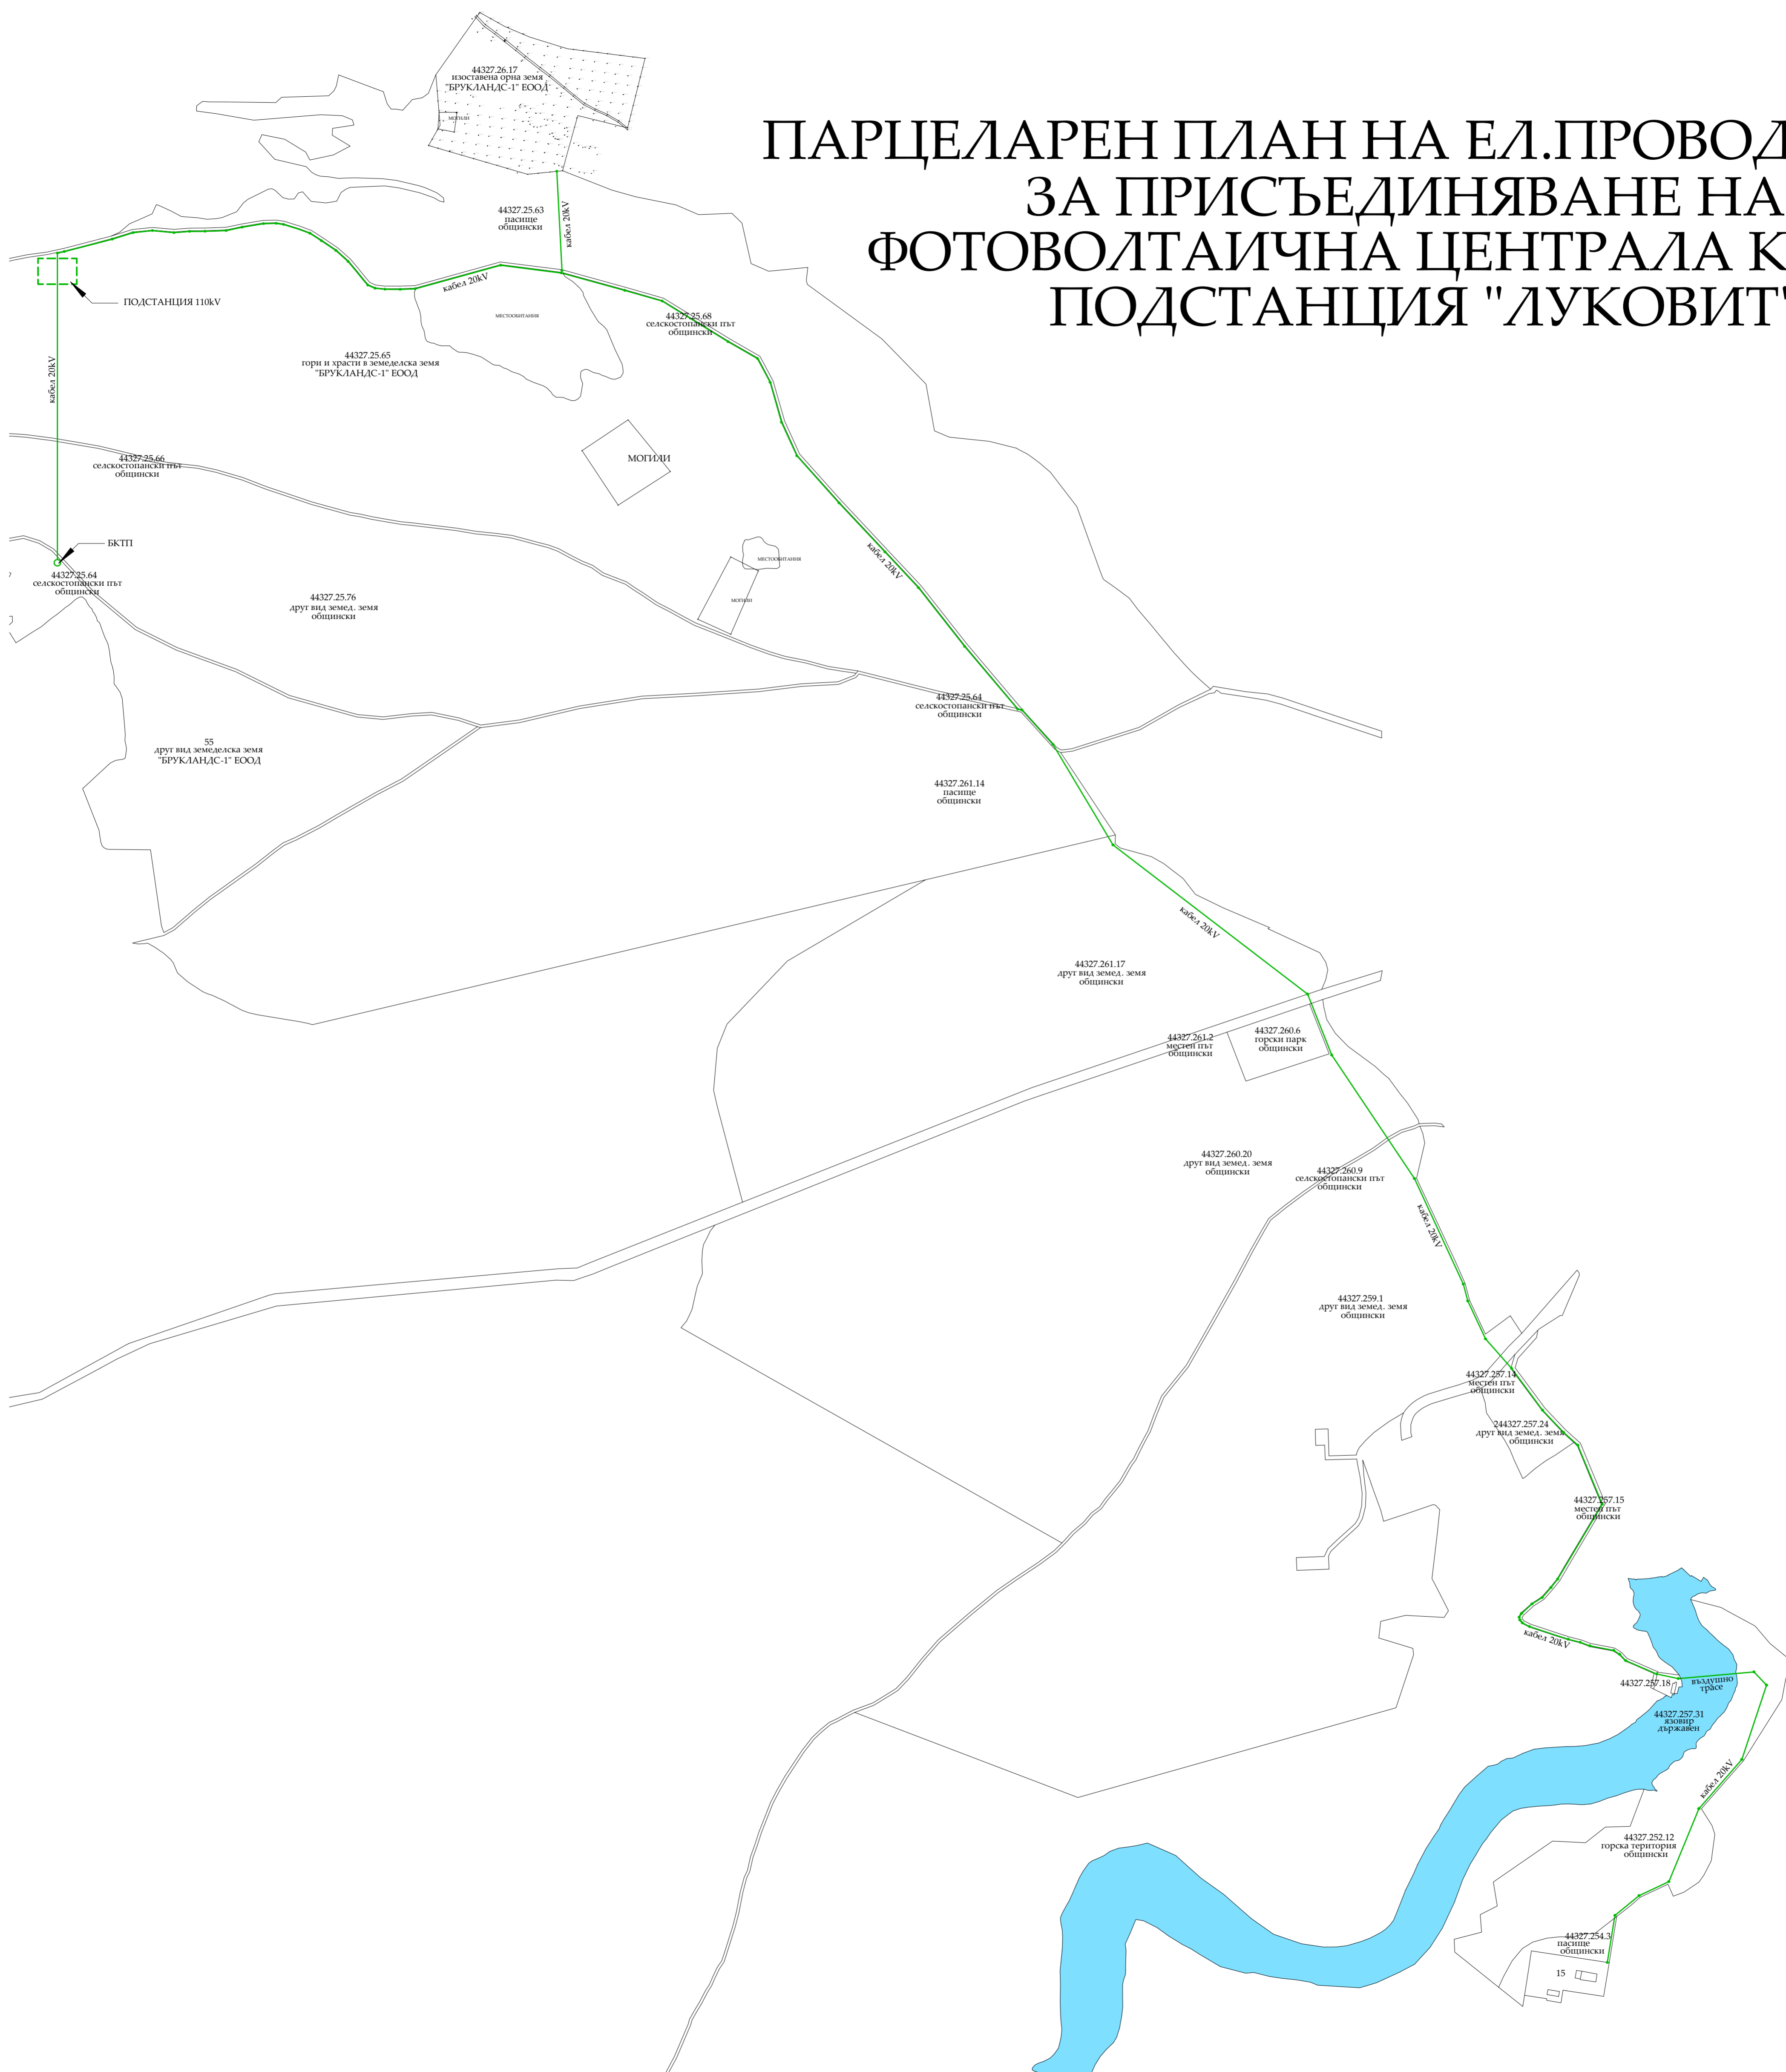 44327.26.17
изоставена орна земя
"БРУКЛАНДС-1" ЕООД
МОГИЛИ
ПАРЦЕЛАРЕН ПЛАН НА ЕЛ.ПРОВОД
ЗА ПРИСЪЕДИНЯВАНЕ НА
ФОТОВОЛТАИЧНА ЦЕНТРАЛА К
ПОДСТАНЦИЯ "ЛУКОВИТ"
44327.25.63
пасище
общински
кабел 20kV
кабел 20kV
ПОДСТАНЦИЯ 110kV
МЕСТООБИТАНИЯ
44327.25.68
селскостопански път
общински
44327.25.65
гори и храсти в земеделска земя
"БРУКЛАНДС-1" ЕООД
кабел 20kV
44327.25.66
селскостопански път
общински
МОГИЛИ
БКТП
кабел 20kV
МЕСТООБИТАНИЯ
44327.25.64
селскостопански път
общински
44327.25.76
друг вид земед. земя
общински
МОГИЛИ
44327.25.64
селскостопански път
общински
55
друг вид земеделска земя
"БРУКЛАНДС-1" ЕООД
44327.261.14
пасище
общински
кабел 20kV
44327.261.17
друг вид земед. земя
общински
44327.261.2
местен път
общински
44327.260.6
горски парк
общински
44327.260.20
друг вид земед. земя
общински
44327.260.9
селскостопански път
общински
кабел 20kV
44327.259.1
друг вид земед. земя
общински
44327.257.14
местен път
общински
244327.257.24
друг вид земед. земя
общински
44327.257.15
местен път
общински
кабел 20kV
44327.257.18
въздушно
трасе
44327.257.31
язовир
държавен
кабел 20kV
44327.252.12
горска територия
общински
44327.254.3
пасище
общински
15